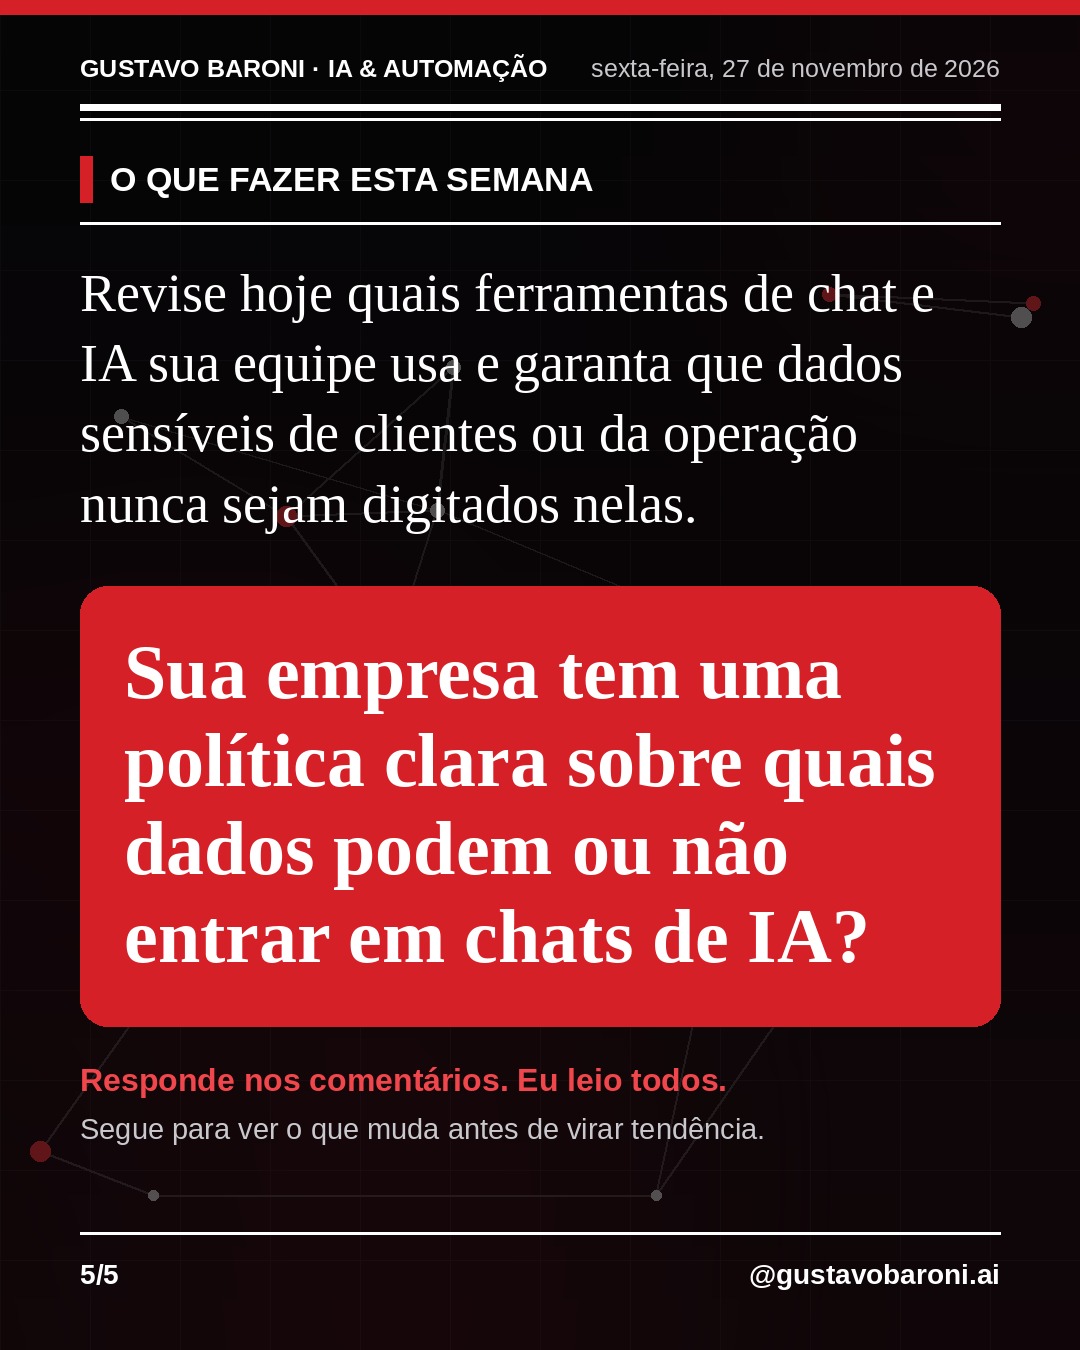 GUSTAVO BARONI · IA & AUTOMAÇÃO
sexta-feira, 27 de novembro de 2026
O QUE FAZER ESTA SEMANA
Revise hoje quais ferramentas de chat e
IA sua equipe usa e garanta que dados
sensíveis de clientes ou da operação
nunca sejam digitados nelas.
Sua empresa tem uma
política clara sobre quais
dados podem ou não
entrar em chats de IA?
Responde nos comentários. Eu leio todos.
Segue para ver o que muda antes de virar tendência.
5/5
@gustavobaroni.ai